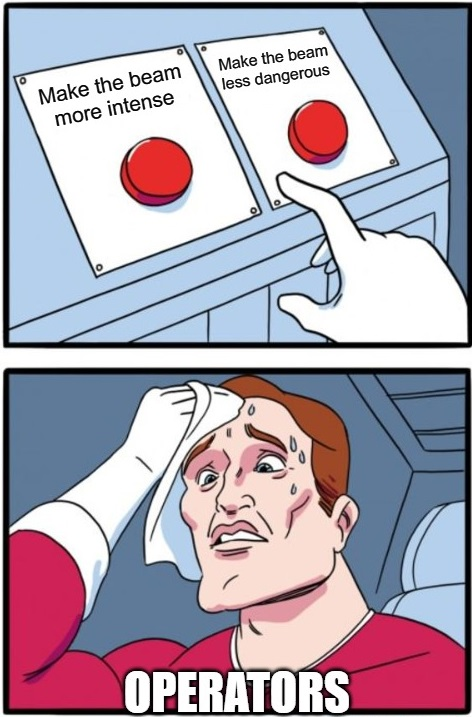 Make the beam
more intense
Make the beam
less dangerous
OPERATORS